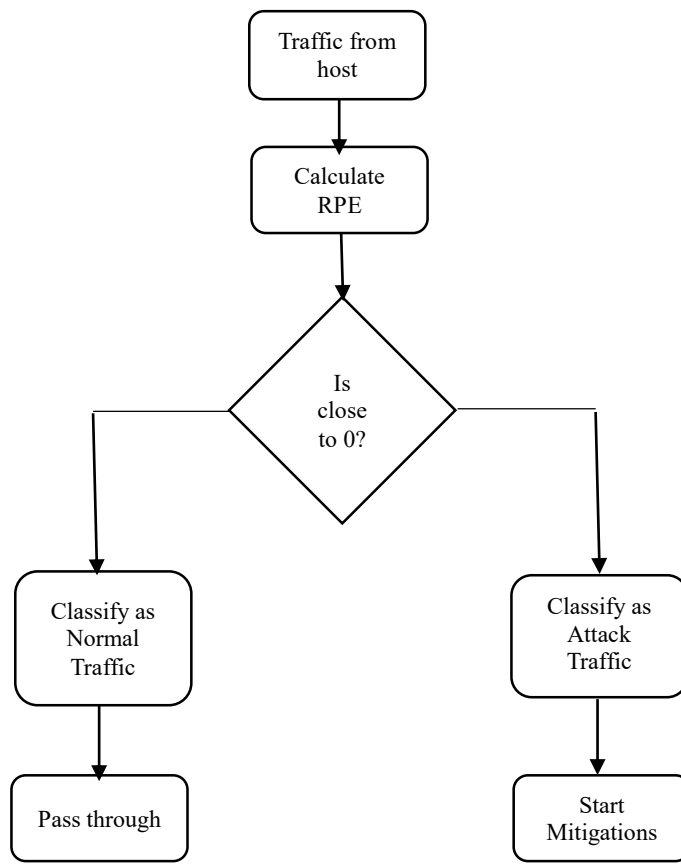 Traffic from
host
Calculate
RPE
Is
close
to 0?
Classify as
Normal
Traffic
Classify as
Attack
Traffic
Pass through
Start
Mitigations